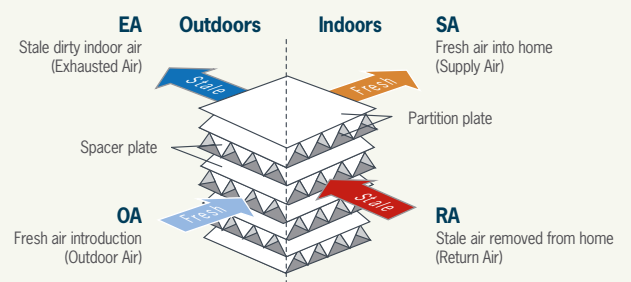 EA
Outdoors
Indoors
SA
Stale dirty indoor air
(Exhausted Air)
Fresh air into home
(Supply Air)
Stale
Fresh
Partition plate
Spacer plate
OA
Fresh air introduction
(Outdoor Air)
Fresh
Stale
RA
Stale air removed from home
(Return Air)